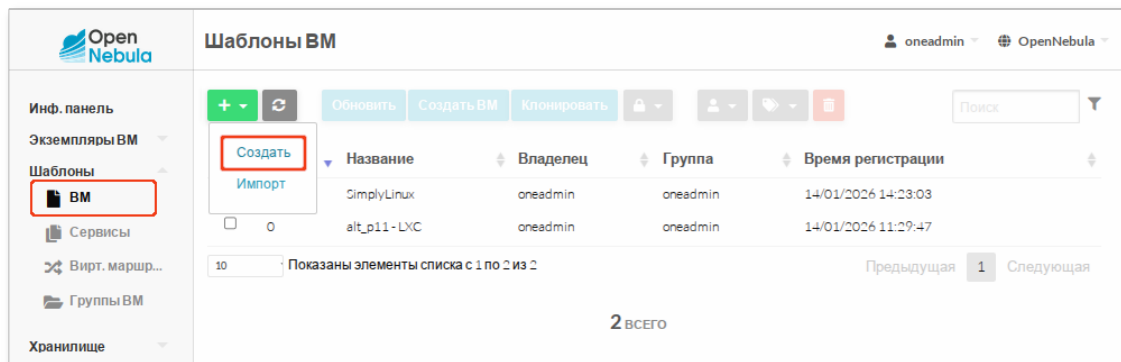 Open Nebula
Шаблоны ВМ
oneadmin
OpenNebula
Инф. панель
Экземпляры ВМ
Шаблоны
ВМ
Сервисы
Вирт. маршр...
Группы ВМ
Хранилище
Обновить Создать ВМ Клонировать
Поиск
Создать
Импорт
Название Владелец Группа Время регистрации
SimplyLinux oneadmin oneadmin 14/01/2026 14:23:03
0 alt_p11 - LXC oneadmin oneadmin 14/01/2026 11:29:47
10 Показаны элементы списка с 1 по 2 из 2
Предыдущая 1 Следующая
2 ВСЕГО